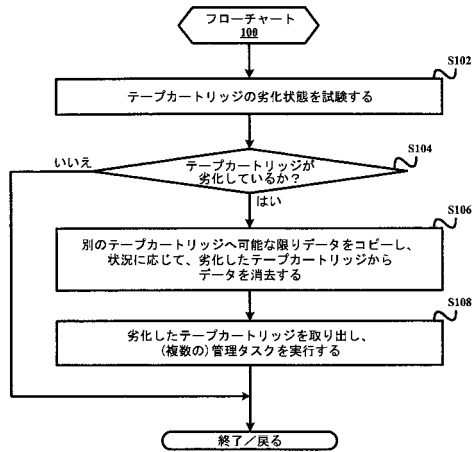 フローチャート
100
S102
テープカートリッジの劣化状態を試験する
S104
テープカートリッジが
劣化しているか?
いいえ
はい
S106
別のテープカートリッジへ可能な限りデータをコピーし、
状況に応じて、劣化したテープカートリッジから
データを消去する
S108
劣化したテープカートリッジを取り出し、
(複数の)管理タスクを実行する
終了/戻る